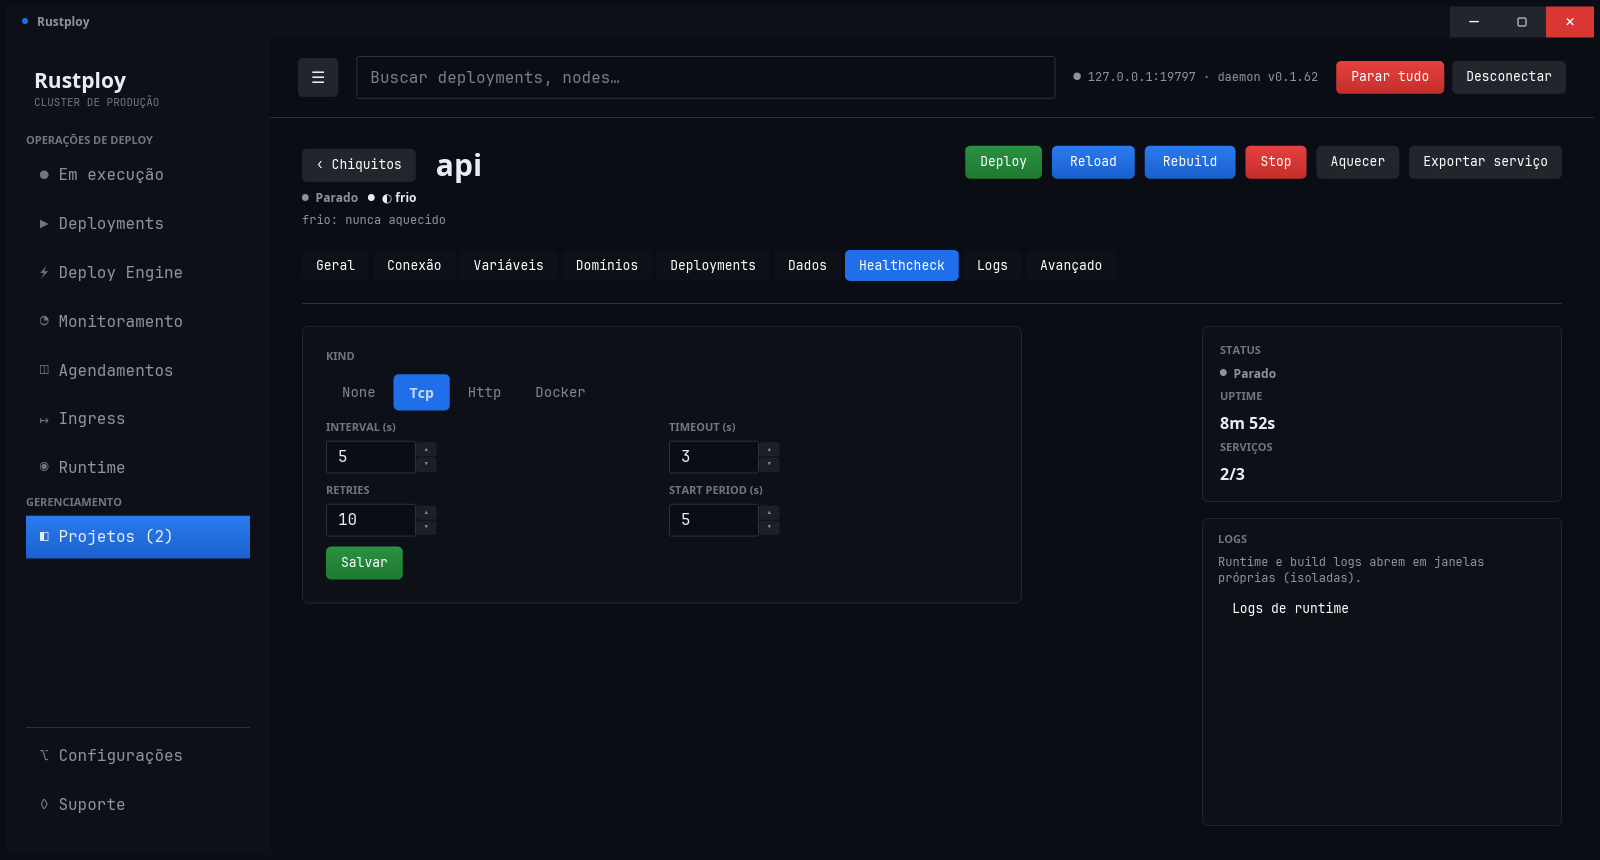 Rustploy
Rustploy
CLUSTER DE PRODUÇÃO
OPERAÇÕES DE DEPLOY
Em execução
Deployments
Deploy Engine
Monitoramento
Agendamentos
Ingress
Runtime
GERENCIAMENTO
Projetos (2)
Configurações
Suporte
Buscar deployments, nodes…
127.0.0.1:19797 · daemon v0.1.62
Parar tudo
Desconectar
‹ Chiquitos
api
Deploy
Reload
Rebuild
Stop
Aquecer
Exportar serviço
Parado
frio
frio: nunca aquecido
Geral
Conexão
Variáveis
Domínios
Deployments
Dados
Healthcheck
Logs
Avançado
KIND
None
Tcp
Http
Docker
INTERVAL (s)
TIMEOUT (s)
5
3
RETRIES
START PERIOD (s)
10
5
Salvar
STATUS
Parado
UPTIME
8m 52s
SERVIÇOS
2/3
LOGS
Runtime e build logs abrem em janelas
próprias (isoladas).
Logs de runtime